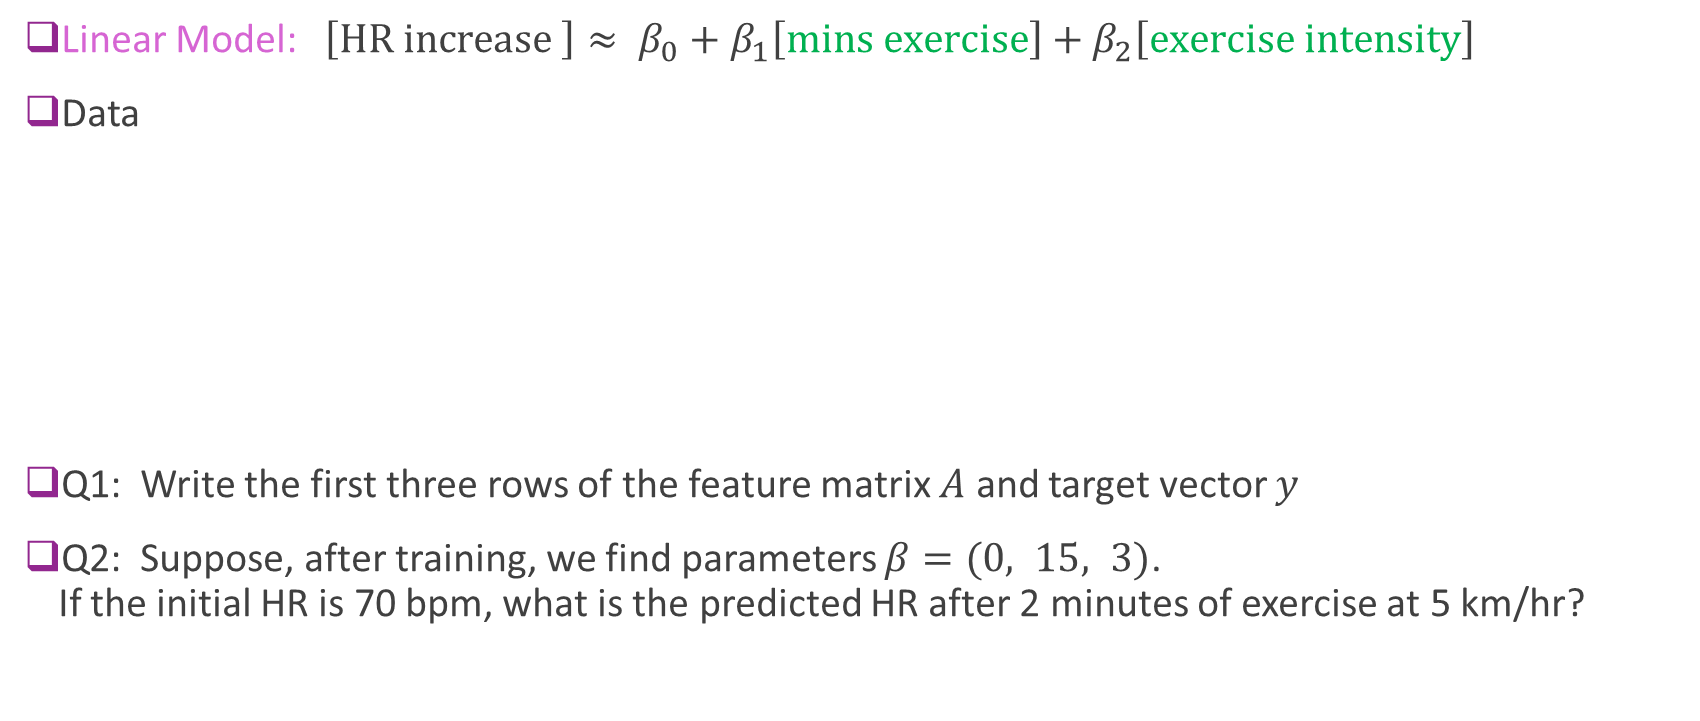 ❑Linear Model: [HR increase ] ≈ β₀ + β₁[mins exercise] + β₂[exercise intensity]
❑Data
❑Q1: Write the first three rows of the feature matrix A and target vector y
❑Q2: Suppose, after training, we find parameters β = (0, 15, 3).
If the initial HR is 70 bpm, what is the predicted HR after 2 minutes of exercise at 5 km/hr?